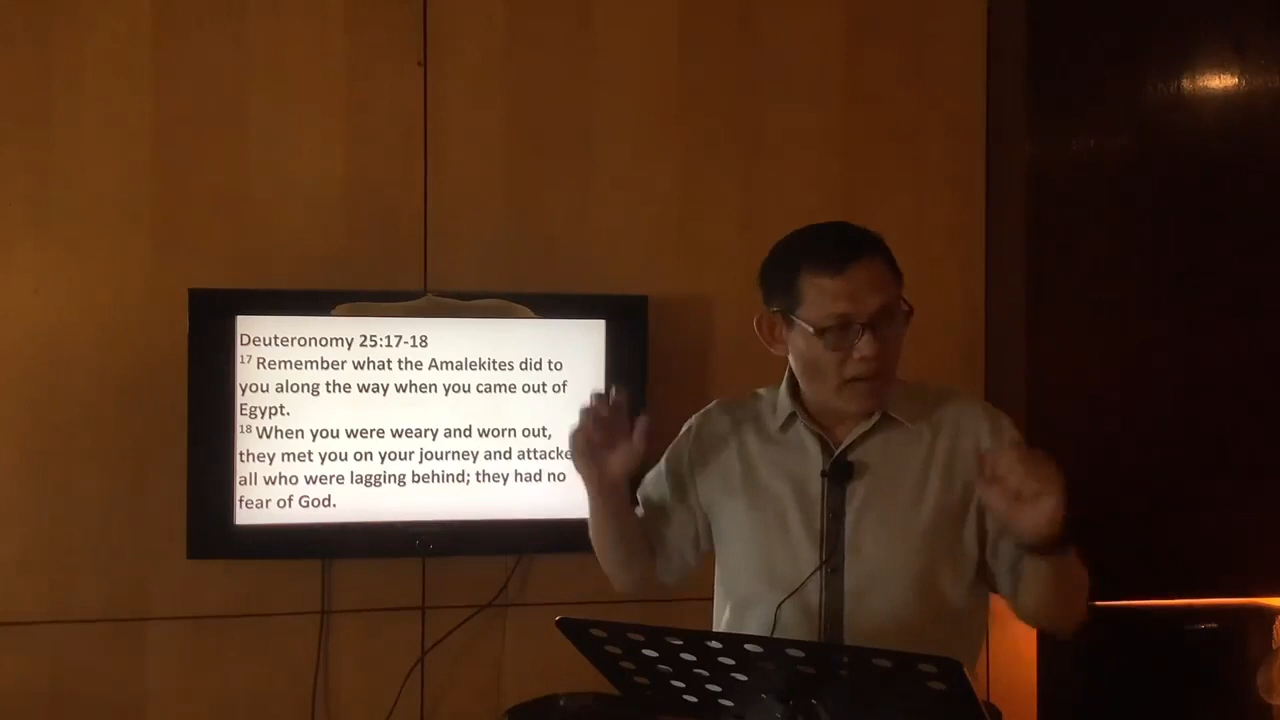 Deuteronomy 25:17-18
17 Remember what the Amalekites did to
you along the way when you came out of
Egypt.
18 When you were weary and worn out,
they met you on your journey and attacke
all who were lagging behind; they had no
fear of God.